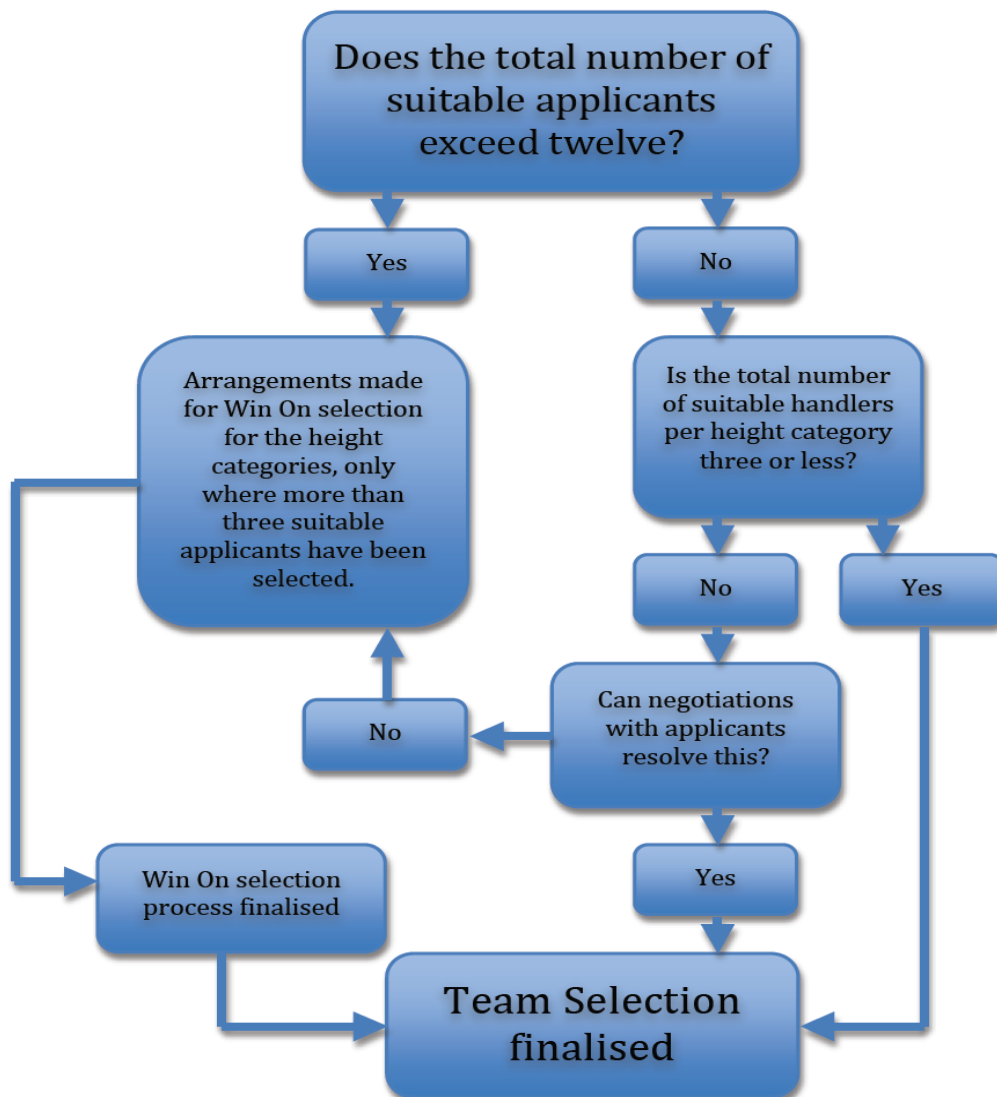 Does the total number of
suitable applicants
exceed twelve?
Yes
No
Arrangements made
for Win On selection
for the height
categories, only
where more than
three suitable
applicants have been
selected.
Is the total number
of suitable handlers
per height category
three or less?
No
Yes
Can negotiations
with applicants
resolve this?
No
Yes
Win On selection
process finalised
Team Selection
finalised